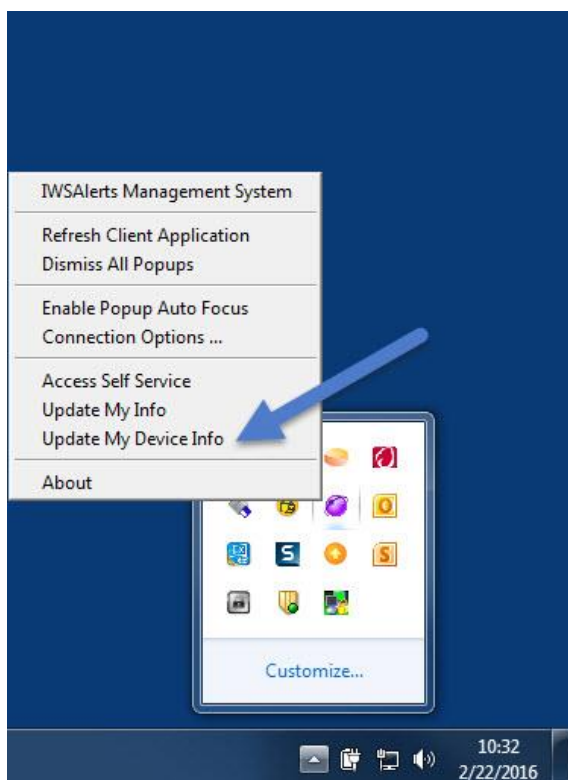 IWSAlerts Management System
Refresh Client Application
Dismiss All Popups
Enable Popup Auto Focus
Connection Options ...
Access Self Service
Update My Info
Update My Device Info
About
Customize...
10:32
2/22/2016